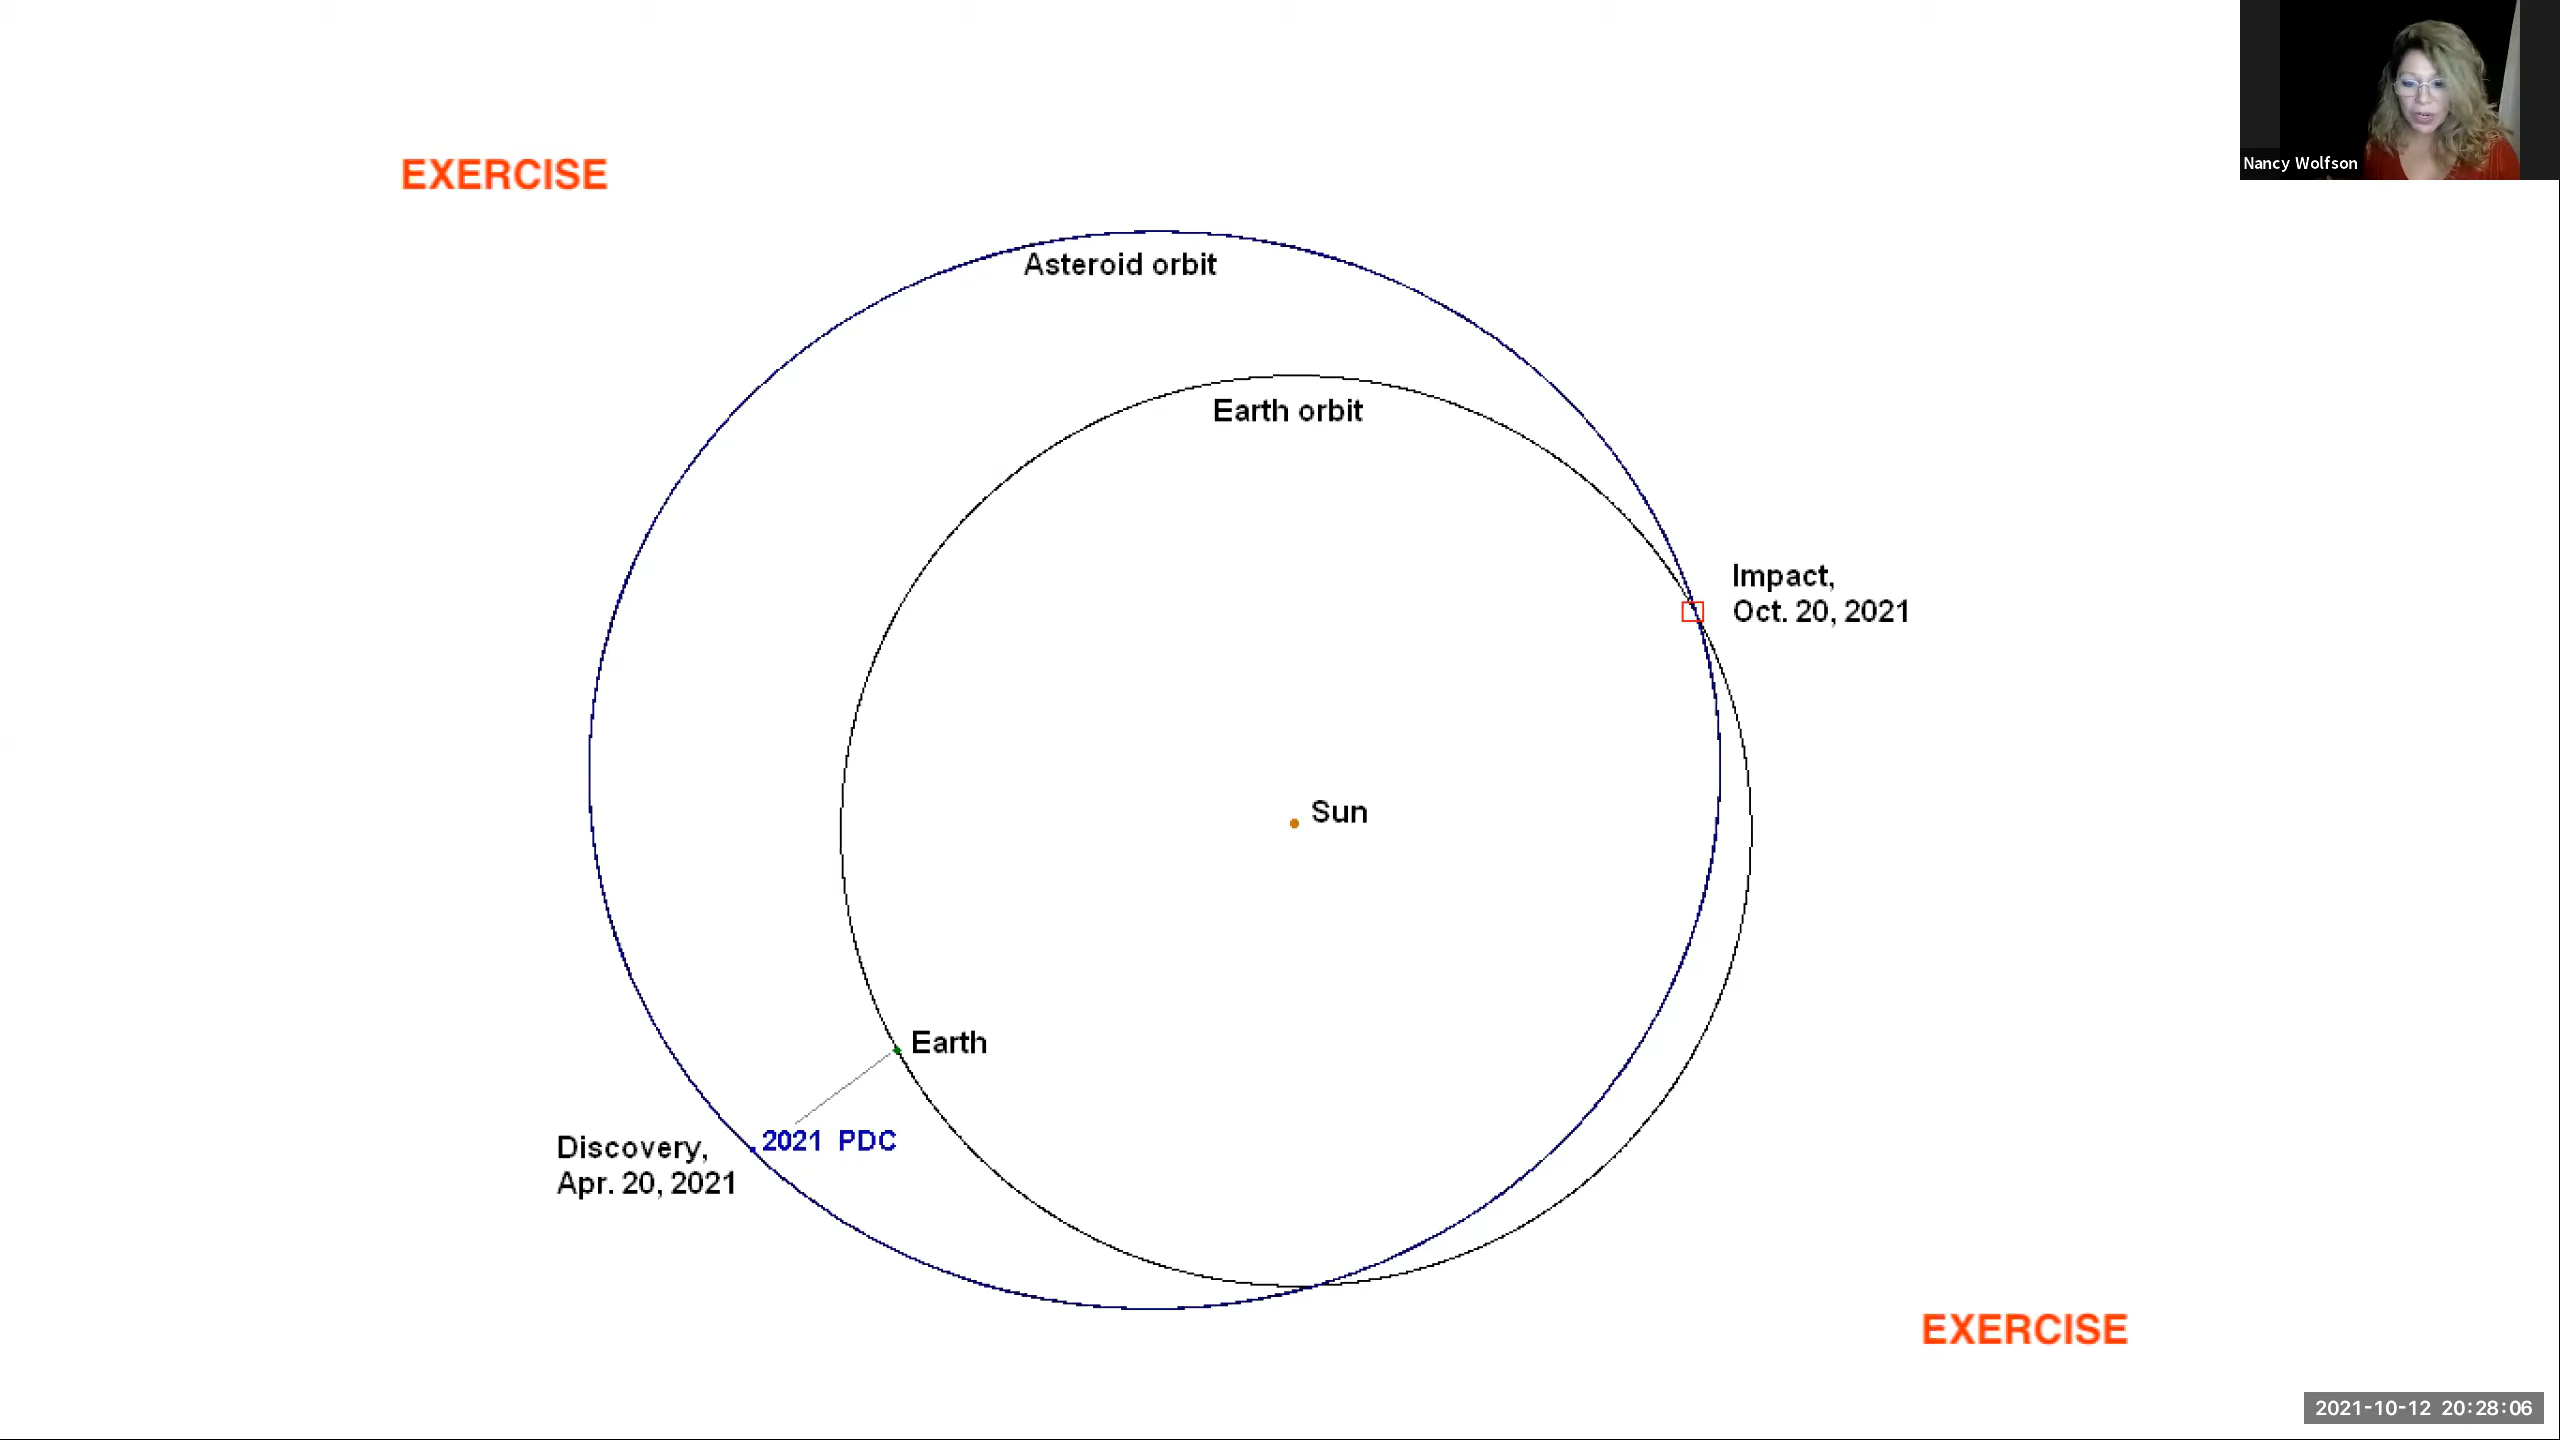 Nancy Wolfson
EXERCISE
Asteroid orbit
Earth orbit
Impact,
Oct. 20, 2021
Sun
Earth
2021 PDC
Discovery,
Apr. 20, 2021
EXERCISE
2021-10-12 20:28:06